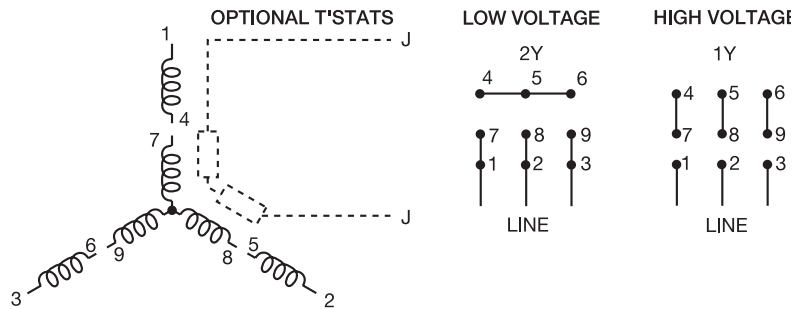 OPTIONAL T'STATS
J
J
1
4
7
6
9
3
8
5
2
LOW VOLTAGE
2Y
4 5 6
7 8 9
1 2 3
LINE
HIGH VOLTAGE
1Y
4 5 6
7 8 9
1 2 3
LINE